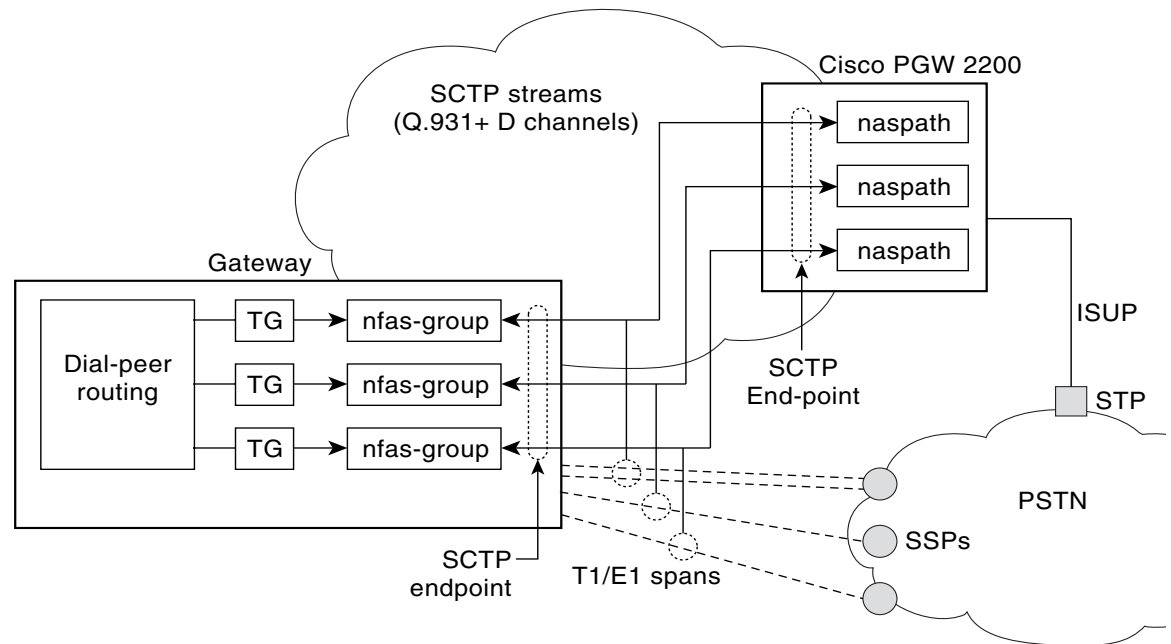 Cisco PGW 2200
SCTP streams
(Q.931+ D channels)
naspath
naspath
naspath
Gateway
TG
nfas-group
ISUP
Dial-peer
routing
TG
nfas-group
SCTP
End-point
STP
TG
nfas-group
PSTN
SSPs
SCTP
endpoint
T1/E1 spans